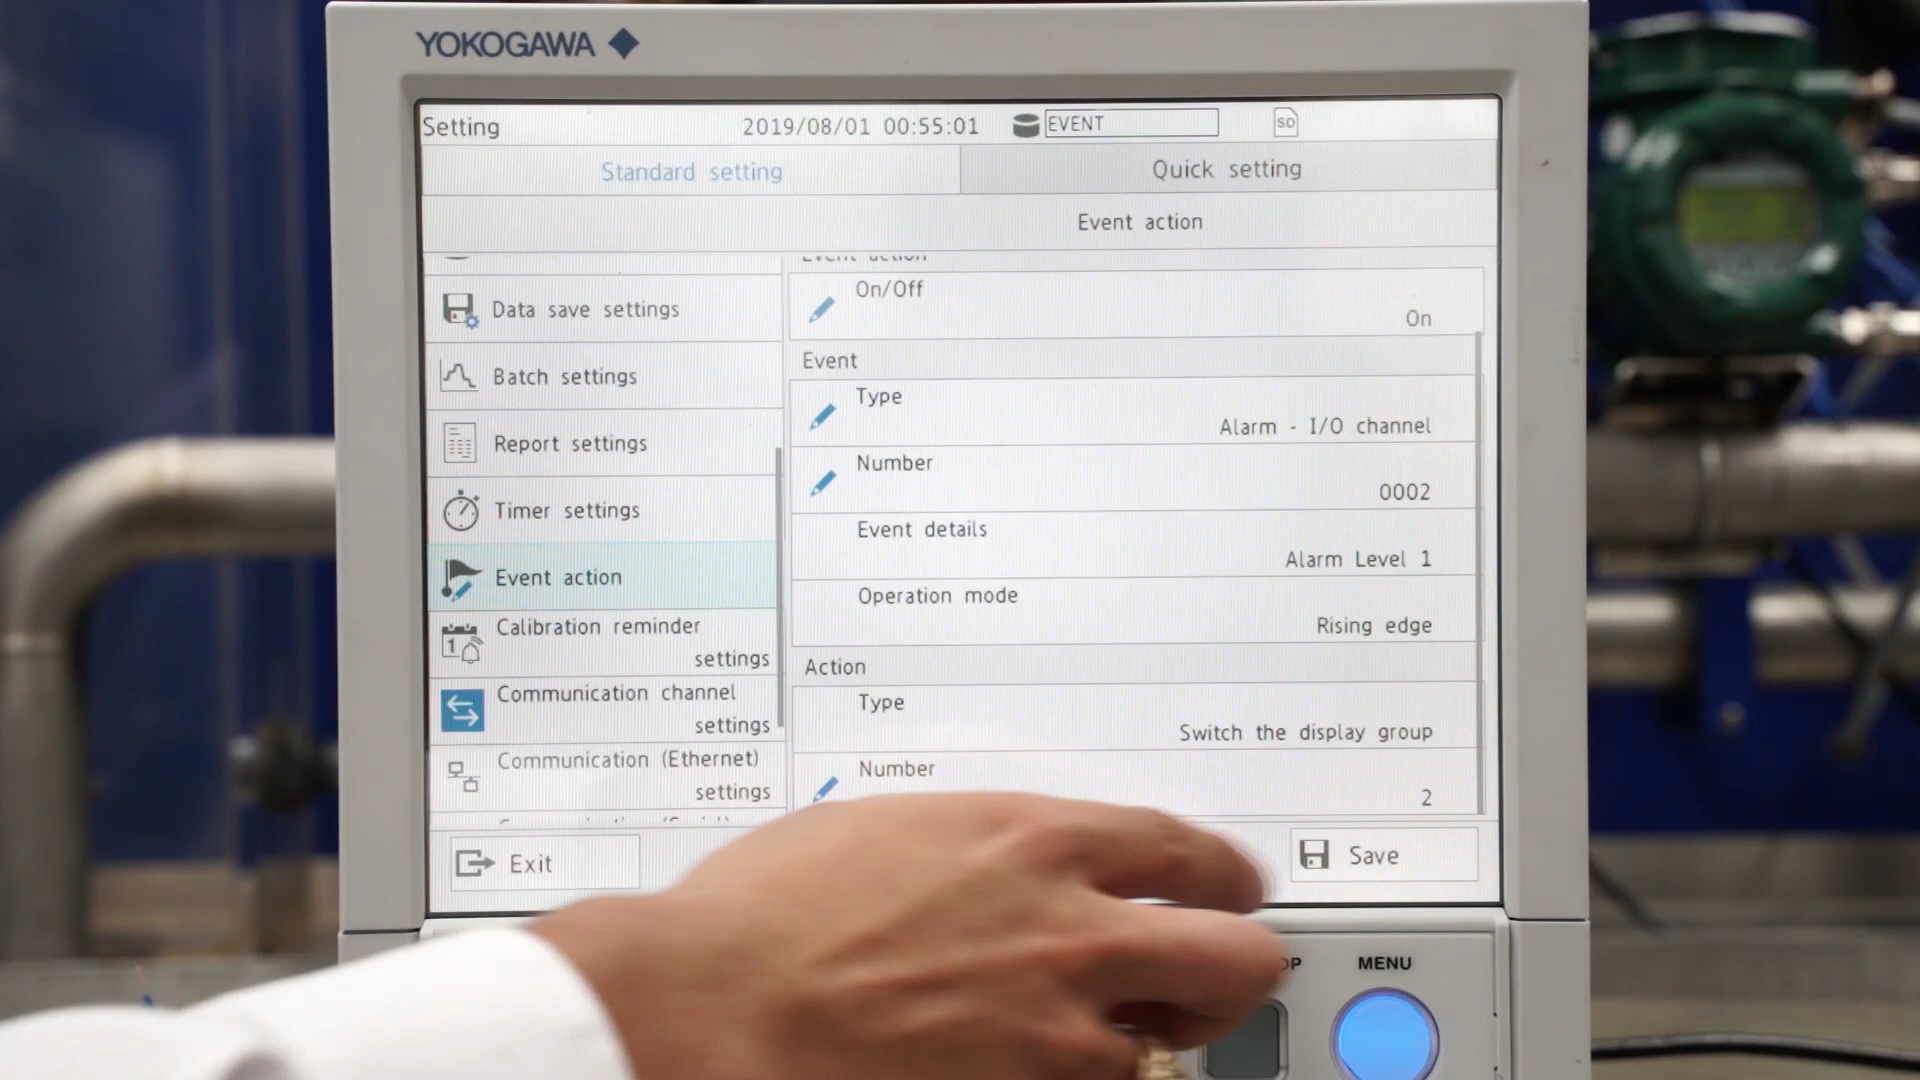 YOKOGAWA
Setting
2019/08/01 00:55:01
EVENT
SD
Standard setting
Quick setting
Event action
Data save settings
Batch settings
Report settings
Timer settings
Event action
Calibration reminder
settings
Communication channel
settings
Communication (Ethernet)
settings
Event action
On/Off
On
Event
Type
Alarm - I/O channel
Number
0002
Event details
Alarm Level 1
Operation mode
Rising edge
Action
Type
Switch the display group
Number
2
Exit
Save
OP
MENU